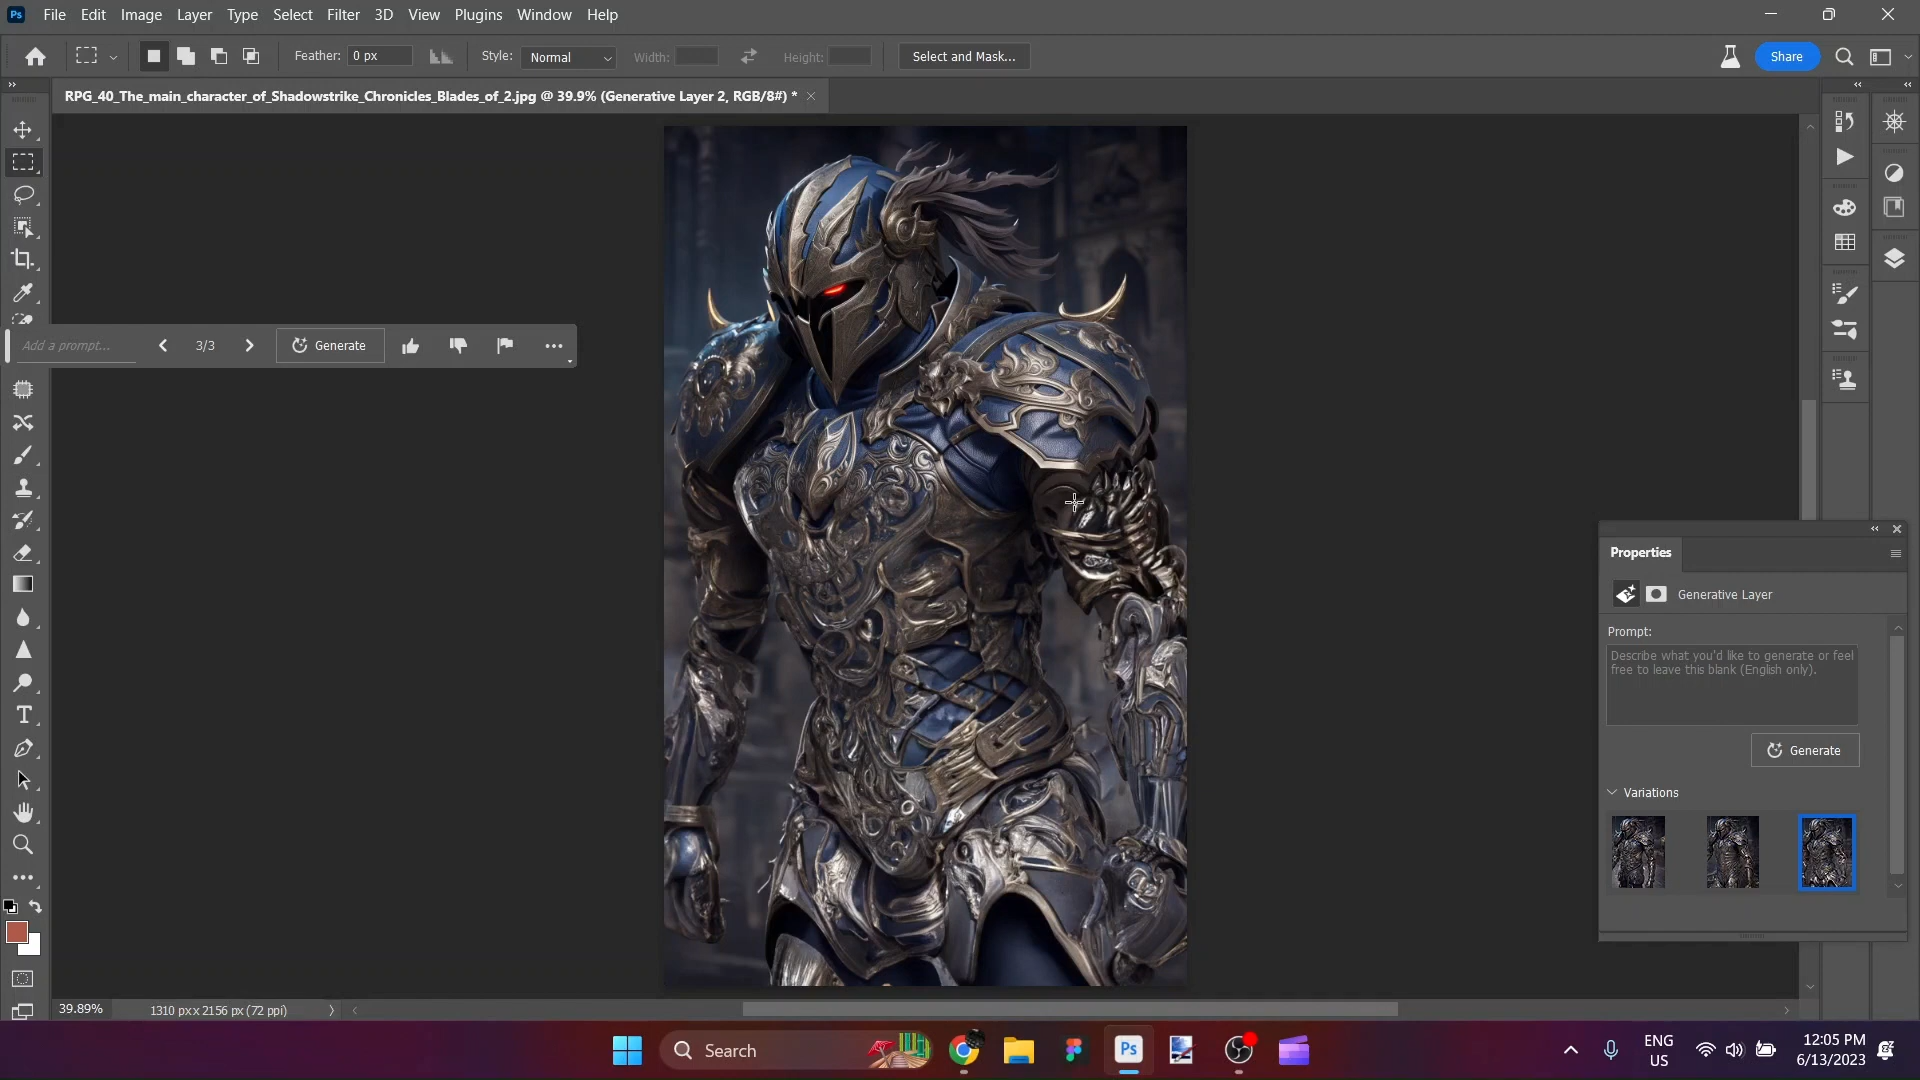 Ps File Edit Image Layer Type Select Filter 3D View Plugins Window Help
Feather: 0 px Style: Normal Width: Height: Select and Mask... Share
RPG_40_The_main_character_of_Shadowstrike_Chronicles_Blades_of_2.jpg @ 39.9% (Generative Layer 2, RGB/8#) *
Add a prompt... 3/3 Generate
Properties
Generative Layer
Prompt:
Describe what you'd like to generate or feel
free to leave this blank (English only).
Generate
Variations
39.89% 1310 px x 2156 px (72 ppi)
Search
Ps
ENG
US
12:05 PM
6/13/2023